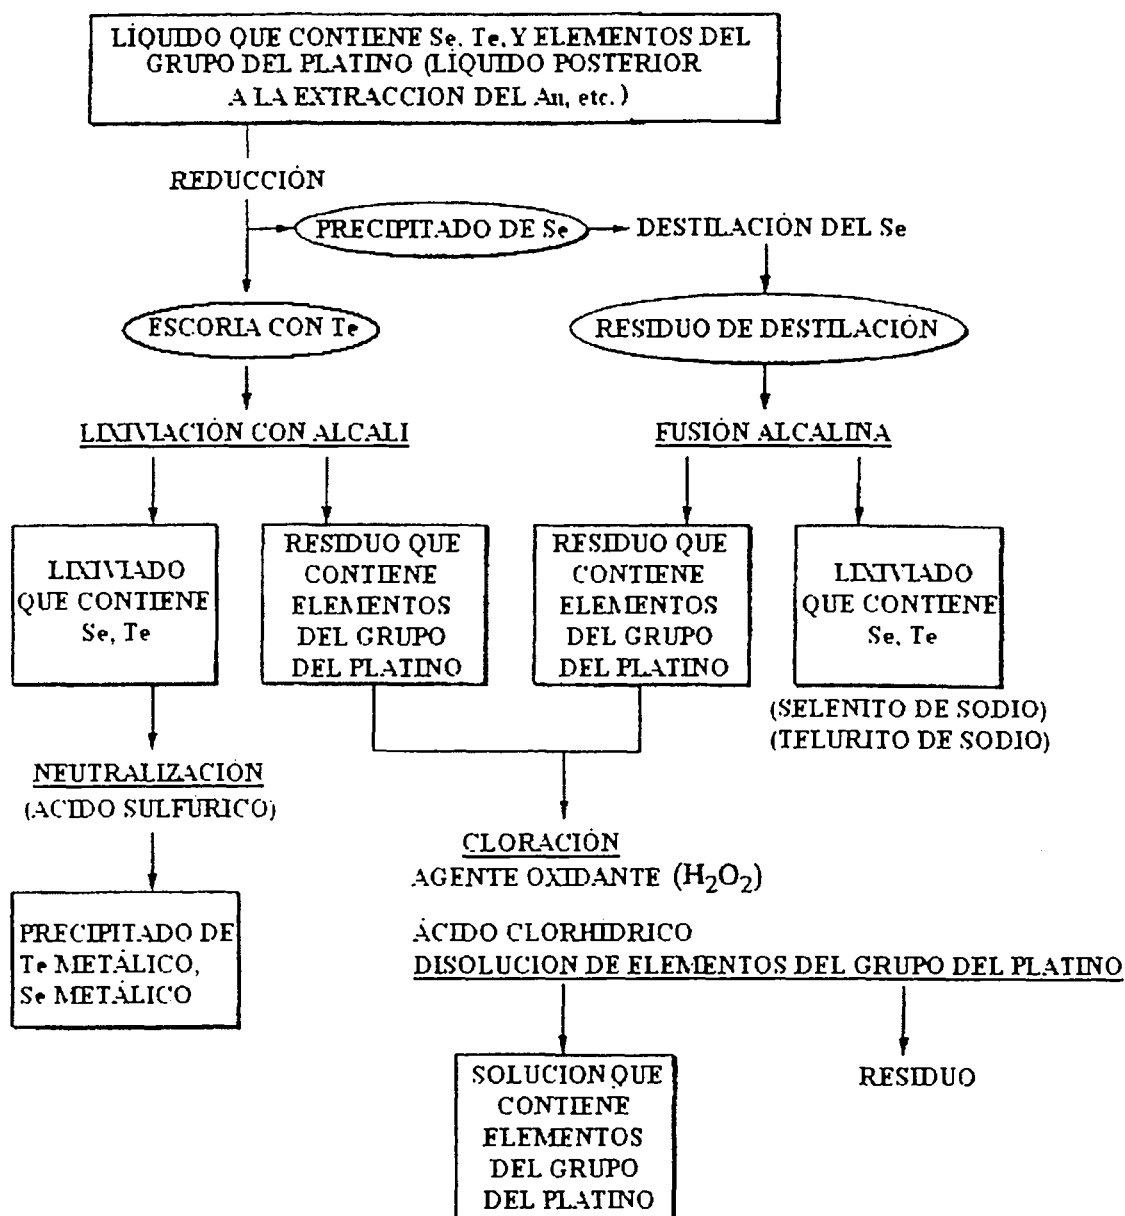 LÍQUIDO QUE CONTIENE Se, Te, Y ELEMENTOS DEL
GRUPO DEL PLATINO (LÍQUIDO POSTERIOR
A LA EXTRACCION DEL Au, etc.)
REDUCCIÓN
PRECIPITADO DE Se
DESTILACIÓN DEL Se
ESCORIA CON Te
RESIDUO DE DESTILACIÓN
LIXIVIACIÓN CON ALCALI
FUSIÓN ALCALINA
LIXIVIADO
QUE CONTIENE
Se, Te
RESIDUO QUE
CONTIENE
ELEMENTOS
DEL GRUPO
DEL PLATINO
RESIDUO QUE
CONTIENE
ELEMENTOS
DEL GRUPO
DEL PLATINO
LIXIVIADO
QUE CONTIENE
Se, Te
(SELENITO DE SODIO)
(TELURITO DE SODIO)
NEUTRALIZACIÓN
(ÁCIDO SULFÚRICO)
CLORACIÓN
AGENTE OXIDANTE (H₂O₂)
PRECIPITADO DE
Te METÁLICO,
Se METÁLICO
ÁCIDO CLORHÍDRICO
DISOLUCION DE ELEMENTOS DEL GRUPO DEL PLATINO
SOLUCION QUE
CONTIENE
ELEMENTOS
DEL GRUPO
DEL PLATINO
RESIDUO